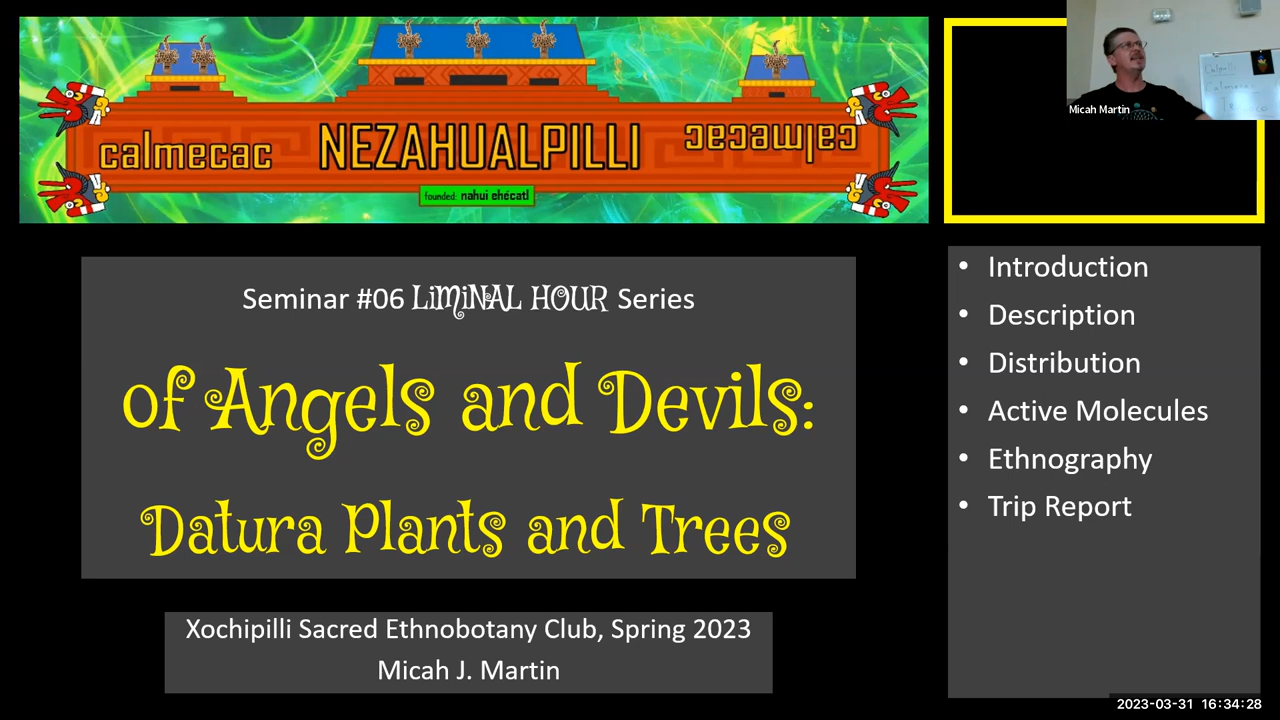 calmecac NEZAHUALPILLI calmecac
founded: nahui ehécatl
Micah Martin
Seminar #06 LiMiNAL HOUR Series
of Angels and Devils:
Datura Plants and Trees
Xochipilli Sacred Ethnobotany Club, Spring 2023
Micah J. Martin
• Introduction
• Description
• Distribution
• Active Molecules
• Ethnography
• Trip Report
2023-03-31 16:34:28